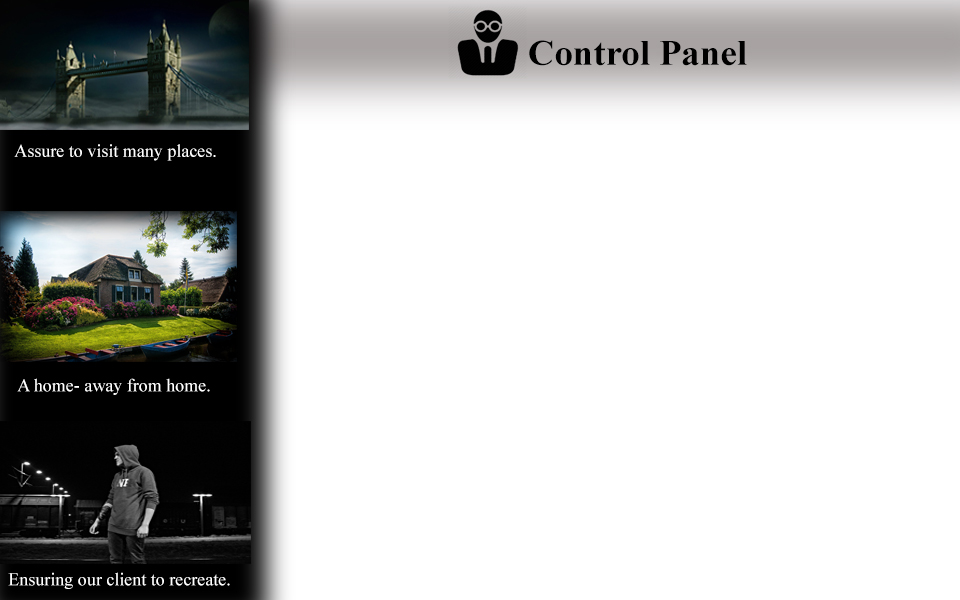 Control Panel
Assure to visit many places.
A home- away from home.
Ensuring our client to recreate.